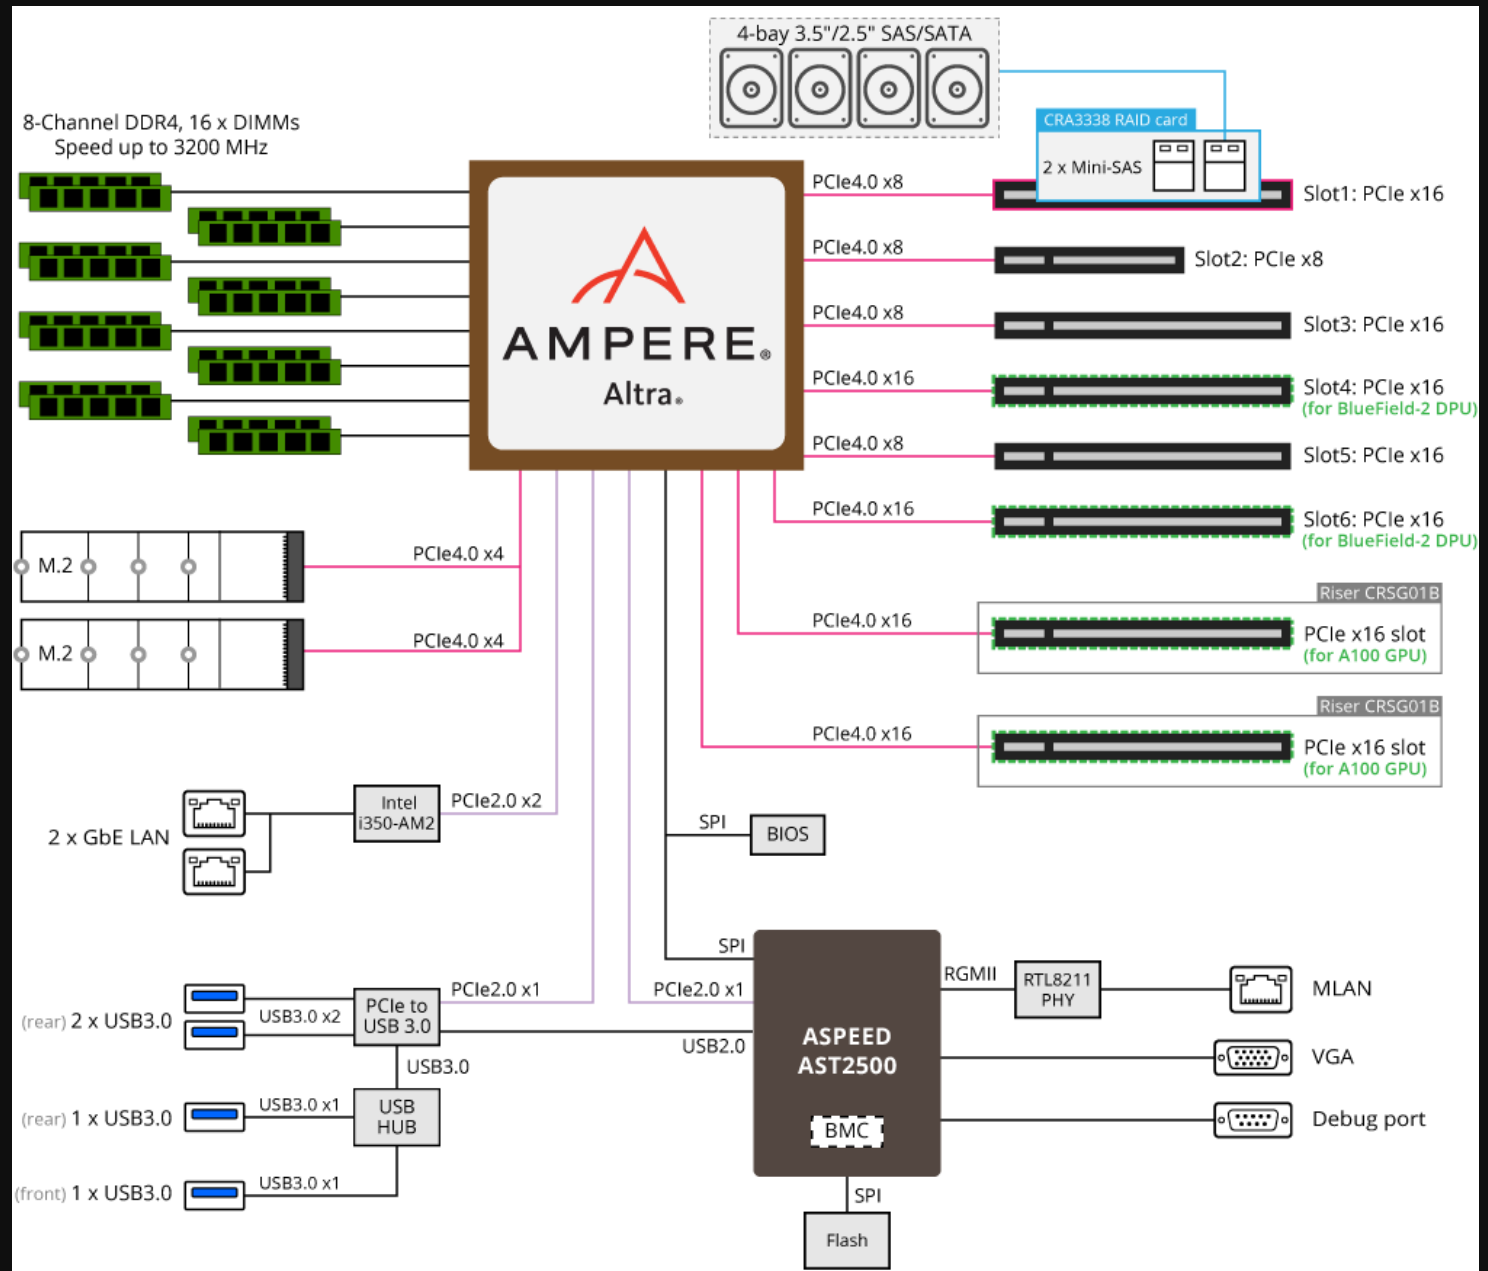 4-bay 3.5"/2.5" SAS/SATA
8-Channel DDR4, 16 x DIMMs
Speed up to 3200 MHz
CRA3338 RAID card
2 x Mini-SAS
PCIe4.0 x8
Slot1: PCIe x16
PCIe4.0 x8
Slot2: PCIe x8
PCIe4.0 x8
Slot3: PCIe x16
AMPERE®
Altra®
PCIe4.0 x16
Slot4: PCIe x16
(for BlueField-2 DPU)
PCIe4.0 x8
Slot5: PCIe x16
PCIe4.0 x16
Slot6: PCIe x16
(for BlueField-2 DPU)
M.2
PCIe4.0 x4
M.2
PCIe4.0 x4
Riser CRSG01B
PCIe4.0 x16
PCIe x16 slot
(for A100 GPU)
Riser CRSG01B
PCIe4.0 x16
PCIe x16 slot
(for A100 GPU)
2 x GbE LAN
Intel
i350-AM2
PCIe2.0 x2
SPI
BIOS
SPI
PCIe2.0 x1
PCIe2.0 x1
(rear) 2 x USB3.0
USB3.0 x2
PCIe to
USB 3.0
USB2.0
USB3.0
(rear) 1 x USB3.0
USB3.0 x1
USB
HUB
(front) 1 x USB3.0
USB3.0 x1
ASPEED
AST2500
BMC
RGMII
RTL8211
PHY
MLAN
VGA
Debug port
SPI
Flash